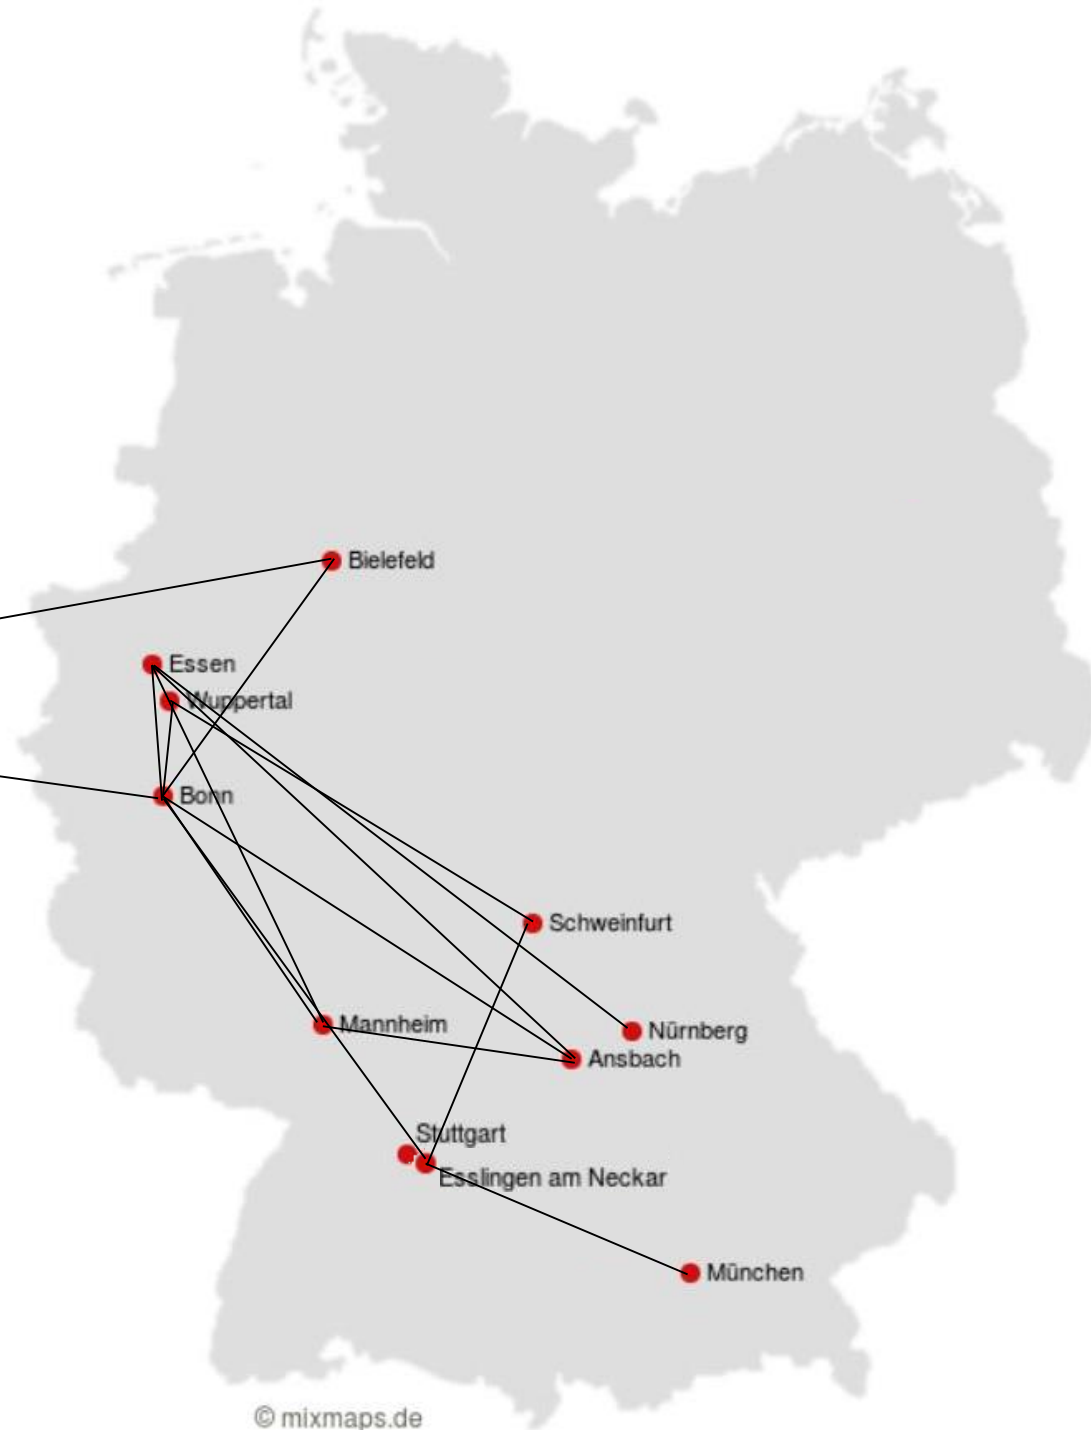 Bielefeld
Essen
Wuppertal
Bonn
Schweinfurt
Mannheim
Nürnberg
Ansbach
Stuttgart
Esslingen am Neckar
München
© mixmaps.de